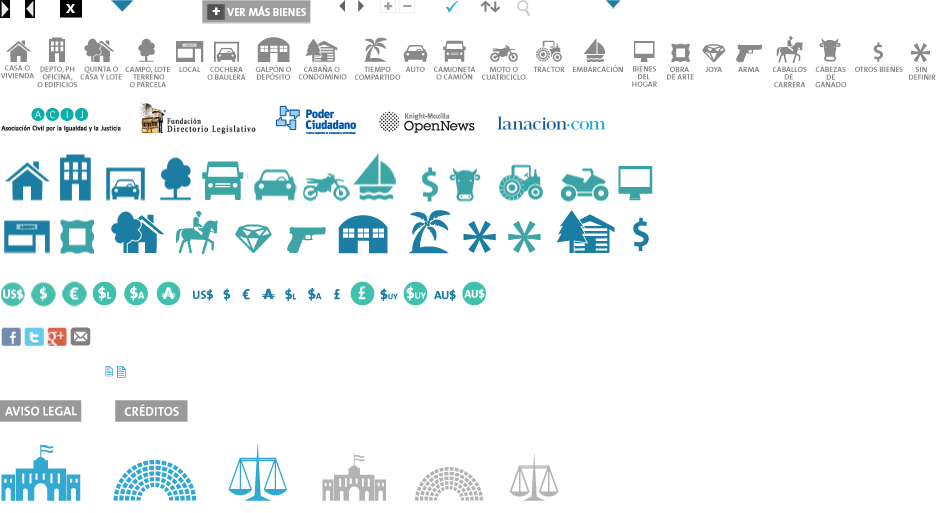 X
VER MÁS BIENES
CASA O
VIVIENDA
DEPTO, PH
OFICINA,
O EDIFICIOS
QUINTA O
CASA Y LOTE
CAMPO, LOTE
TERRENO
O PARCELA
LOCAL
COCHERA
O BAULERA
GALPÓN O
DEPÓSITO
CABAÑA O
CONDOMINIO
TIEMPO
COMPARTIDO
AUTO
CAMIONETA
O CAMIÓN
MOTO O
CUATRICICLO
TRACTOR
EMBARCACIÓN
BIENES
DEL
HOGAR
OBRA
DE ARTE
JOYA
ARMA
CABALLOS
DE
CARRERA
CABEZAS
DE
GANADO
OTROS BIENES
SIN
DEFINIR
A C I J
Asociación Civil por la Igualdad y la Justicia
Fundación
Directorio Legislativo
Poder
Ciudadano
Knight-Mozilla
OpenNews
lanacion.com
US$ $ € $L $A ₳ US$ $ € ₳ $L $A £ £ $UY $UY AU$ AU$
f t g+
AVISO LEGAL CRÉDITOS